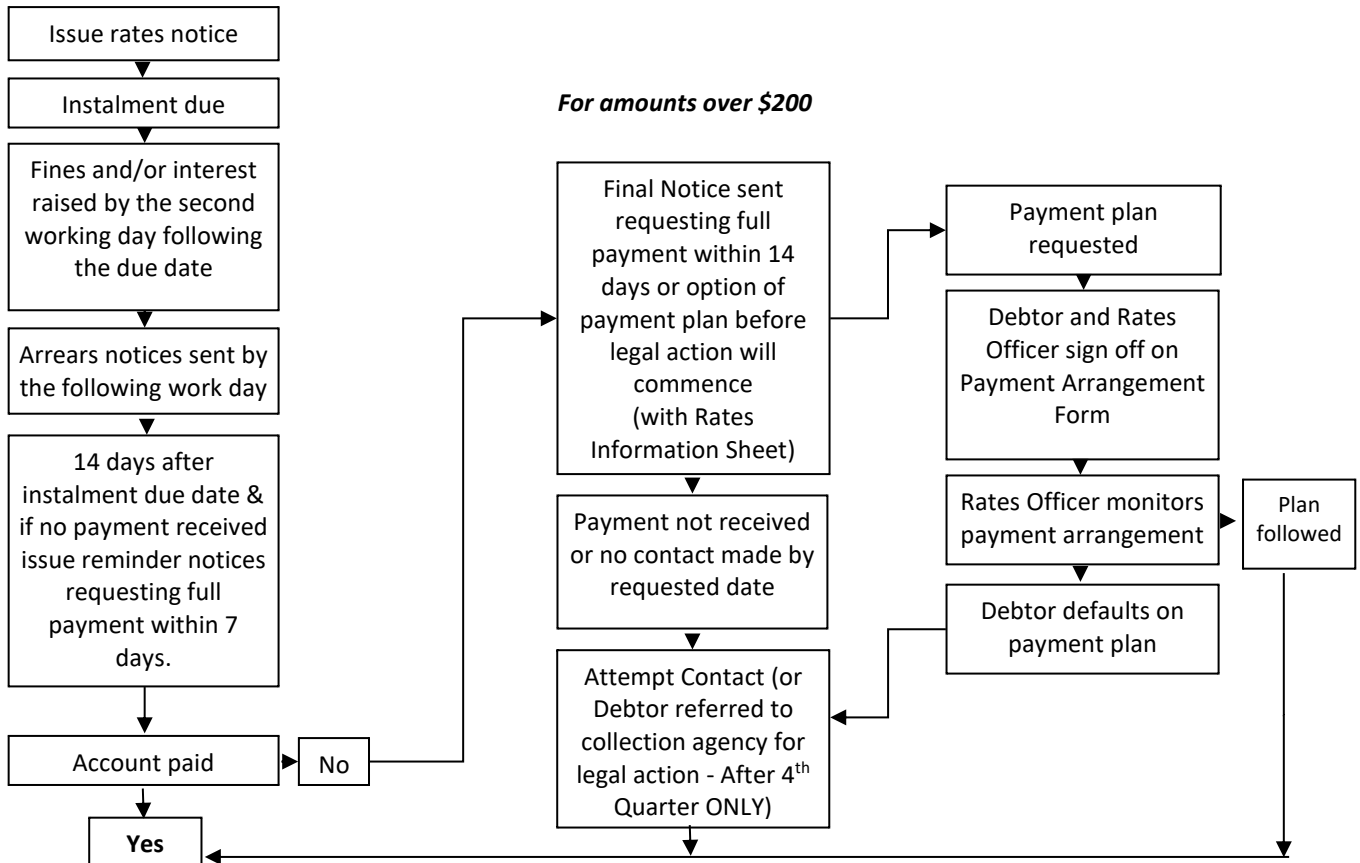 Issue rates notice
Instalment due
Fines and/or interest
raised by the second
working day following
the due date
Arrears notices sent by
the following work day
14 days after
instalment due date &
if no payment received
issue reminder notices
requesting full
payment within 7
days.
Account paid
No
Yes
For amounts over $200
Final Notice sent
requesting full
payment within 14
days or option of
payment plan before
legal action will
commence
(with Rates
Information Sheet)
Payment not received
or no contact made by
requested date
Attempt Contact (or
Debtor referred to
collection agency for
legal action - After 4th
Quarter ONLY)
Payment plan
requested
Debtor and Rates
Officer sign off on
Payment Arrangement
Form
Rates Officer monitors
payment arrangement
Plan
followed
Debtor defaults on
payment plan